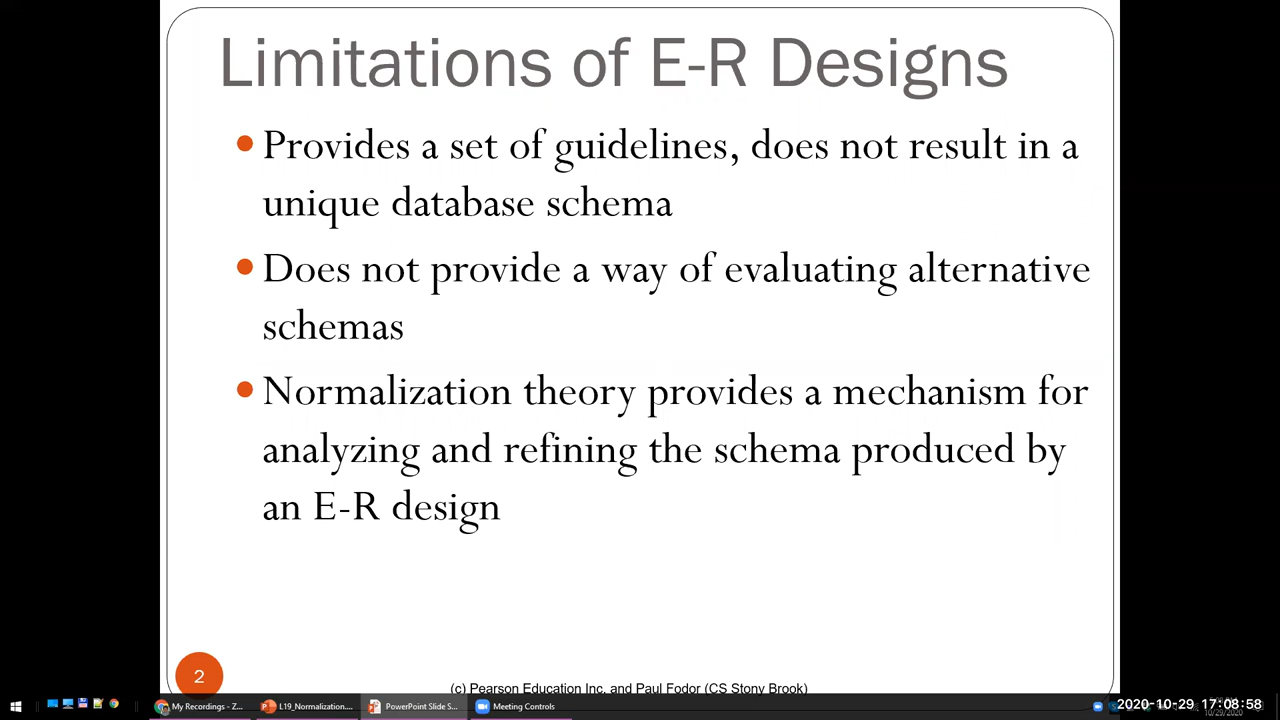 Limitations of E-R Designs
Provides a set of guidelines, does not result in a
unique database schema
Does not provide a way of evaluating alternative
schemas
Normalization theory provides a mechanism for
analyzing and refining the schema produced by
an E-R design
2
(c) Pearson Education Inc. and Paul Fodor (CS Stony Brook)
My Recordings - Z...
L19_Normalization....
PowerPoint Slide S...
Meeting Controls
2020-10-29 17:08:58
10/29/2020